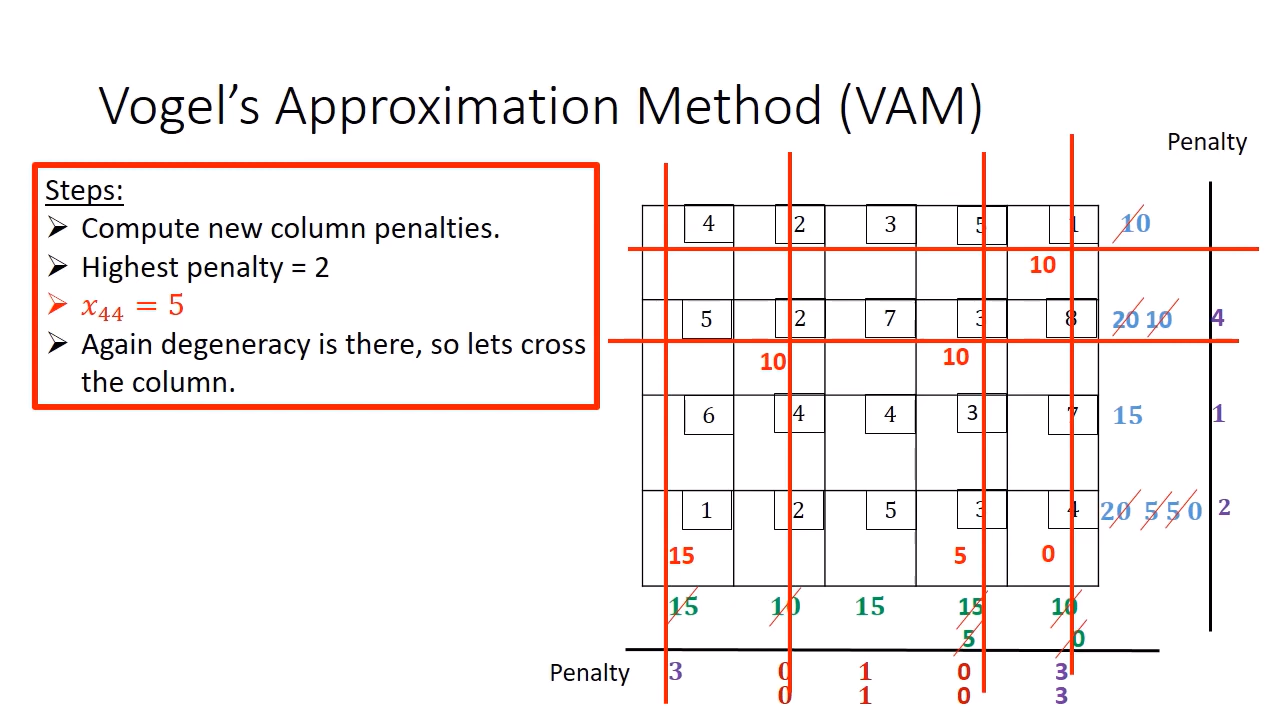 Vogel’s Approximation Method (VAM)
Penalty
Steps:
➢ Compute new column penalties.
➢ Highest penalty = 2
➢ x₄₄ = 5
➢ Again degeneracy is there, so lets cross
the column.
4 2 3 5 1 10
10
5 2 7 3 8 20 10 4
10 10
6 4 4 3 7 15 1
1 2 5 3 4 20 5 5 0 2
15 5 0
15 10 15 15 10
5 0
Penalty 3 0 1 0 3
0 1 0 3